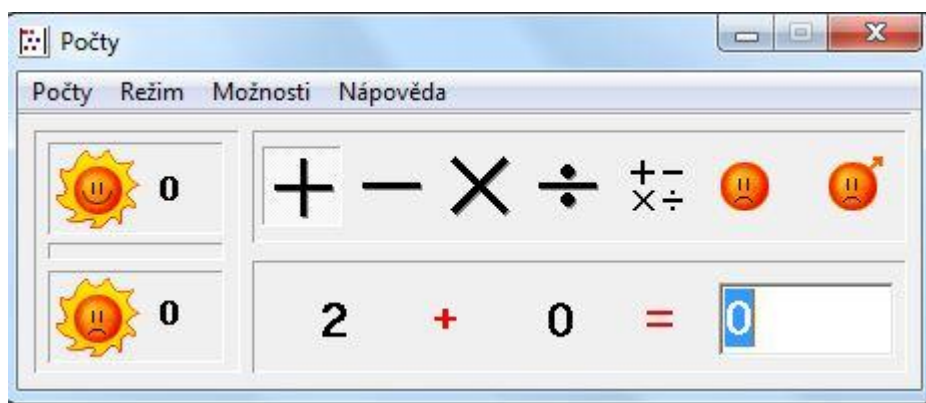 Počty
Počty Režim Možnosti Nápověda
0
+ − × ÷ + − × ÷
0
2 + 0 = 0